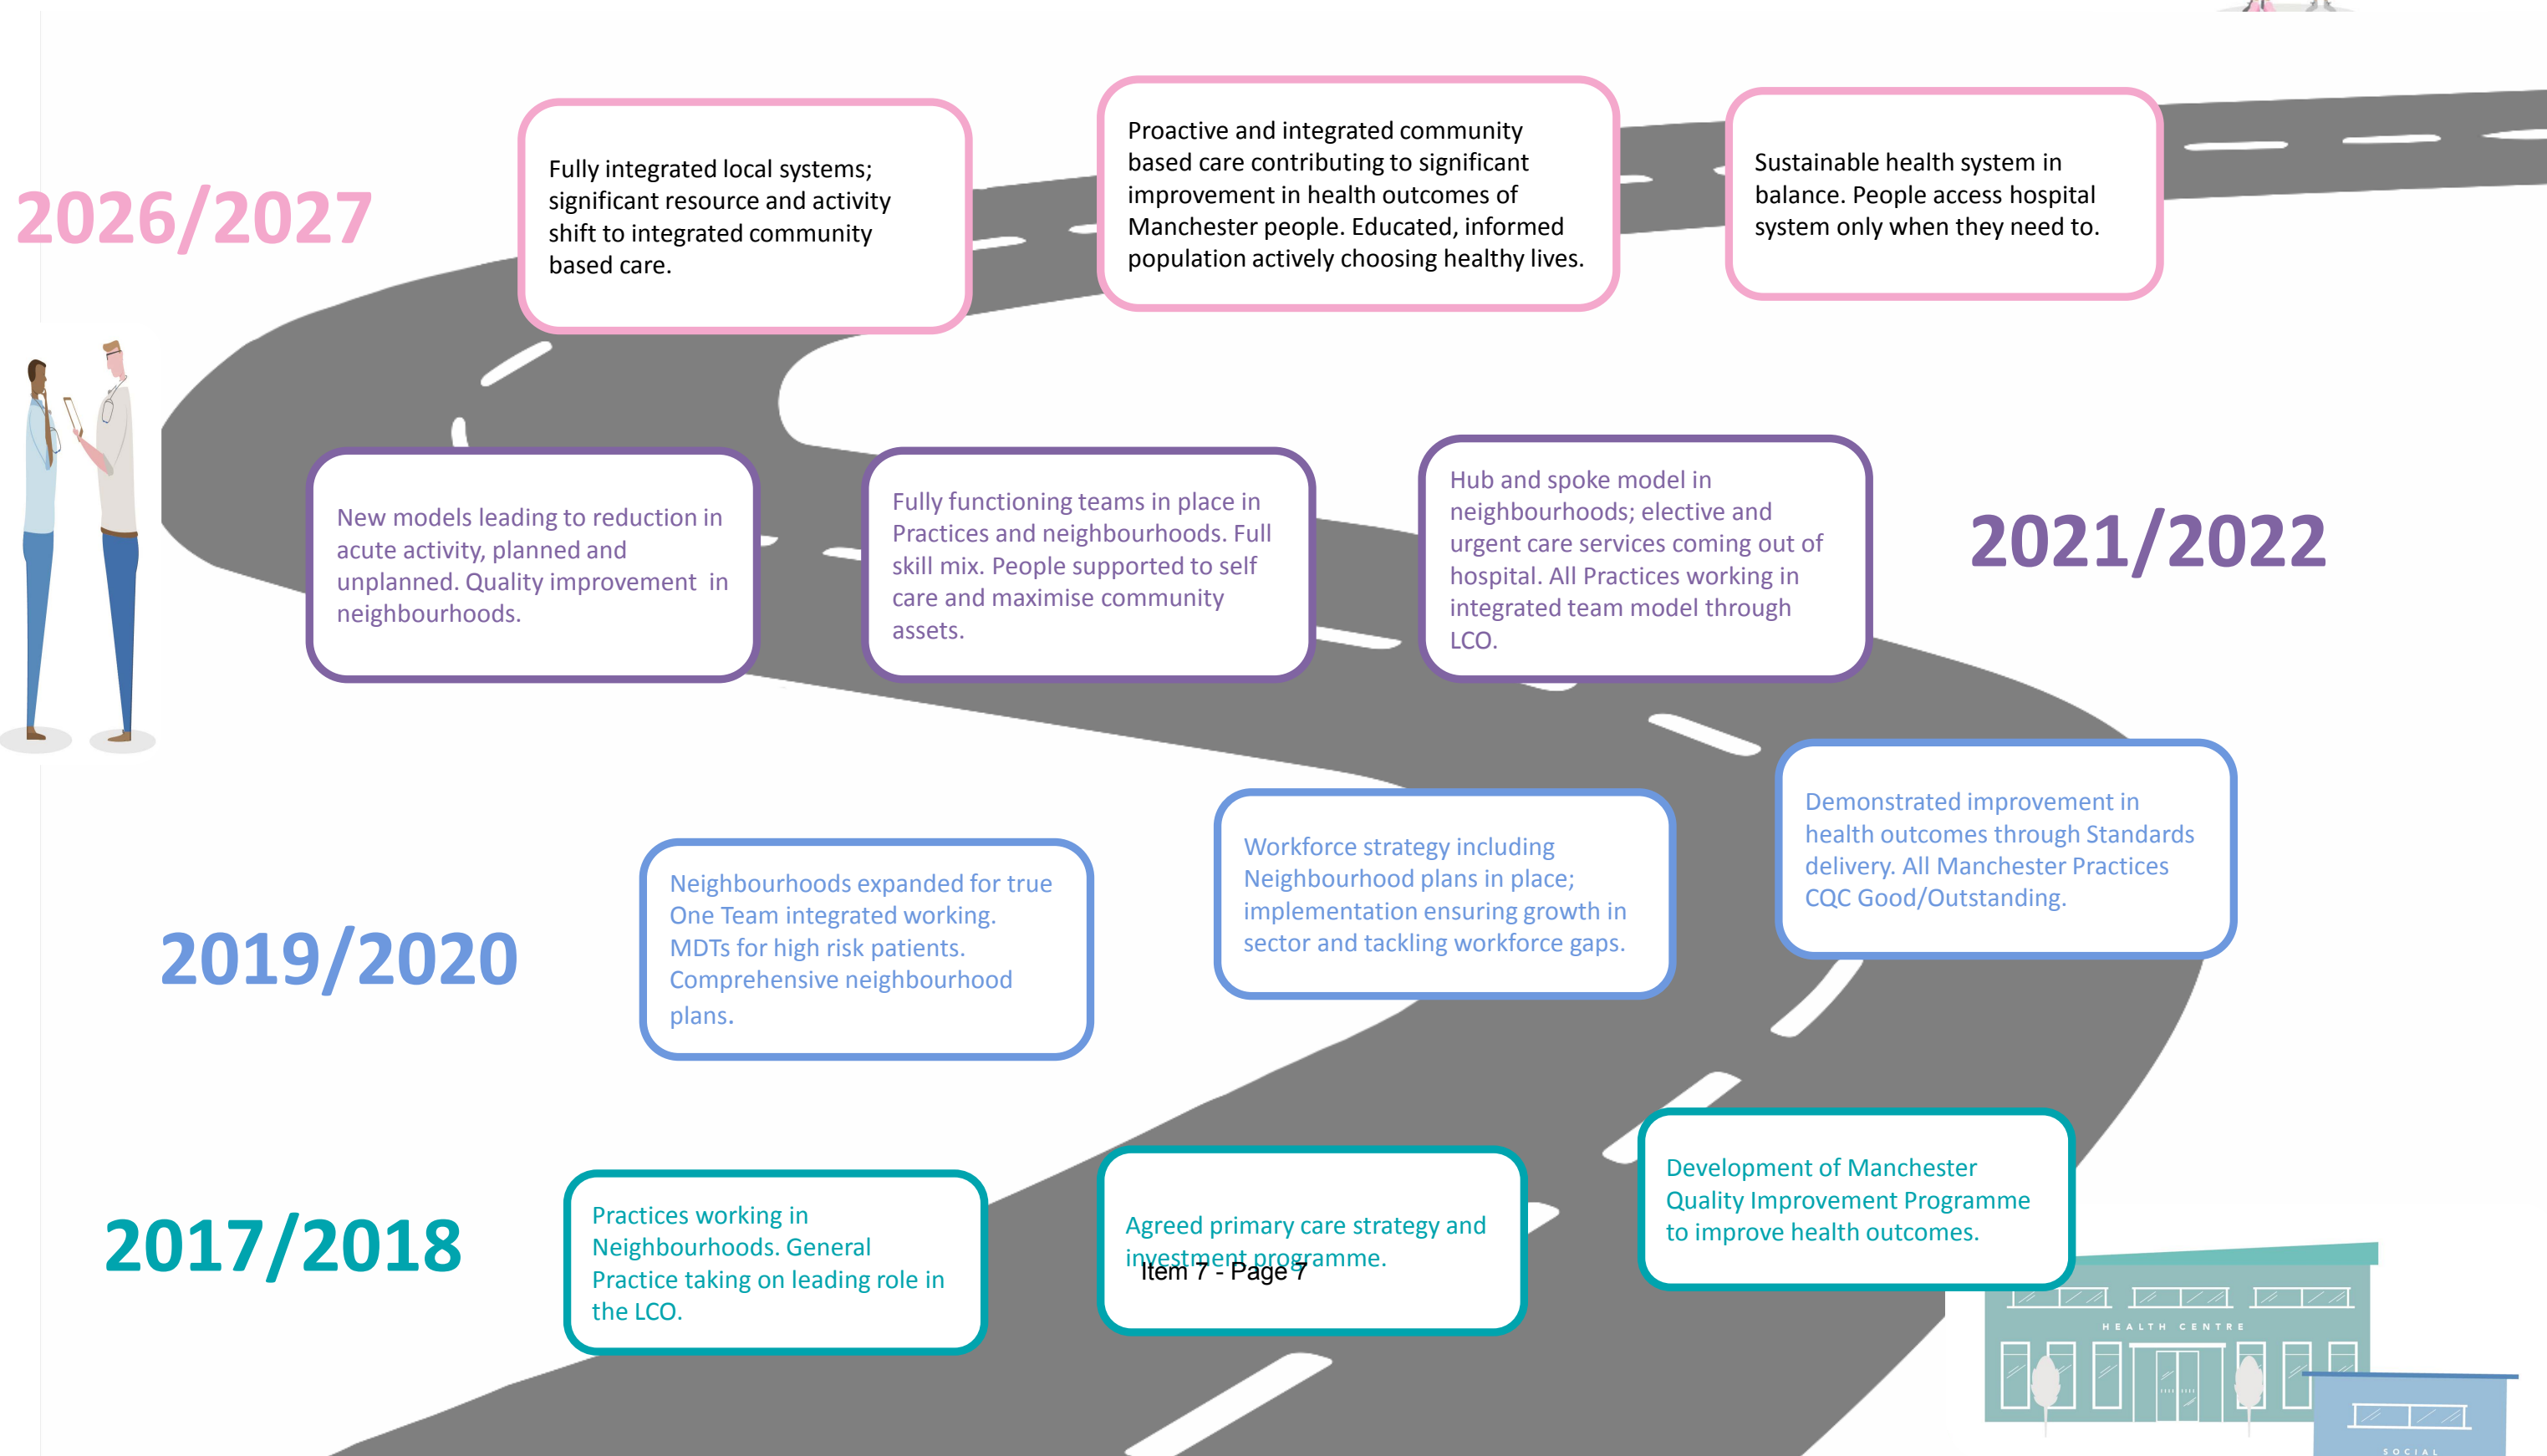 2026/2027
Fully integrated local systems;
significant resource and activity
shift to integrated community
based care.
Proactive and integrated community
based care contributing to significant
improvement in health outcomes of
Manchester people. Educated, informed
population actively choosing healthy lives.
Sustainable health system in
balance. People access hospital
system only when they need to.
New models leading to reduction in
acute activity, planned and
unplanned. Quality improvement in
neighbourhoods.
Fully functioning teams in place in
Practices and neighbourhoods. Full
skill mix. People supported to self
care and maximise community
assets.
Hub and spoke model in
neighbourhoods; elective and
urgent care services coming out of
hospital. All Practices working in
integrated team model through
LCO.
2021/2022
2019/2020
Neighbourhoods expanded for true
One Team integrated working.
MDTs for high risk patients.
Comprehensive neighbourhood
plans.
Workforce strategy including
Neighbourhood plans in place;
implementation ensuring growth in
sector and tackling workforce gaps.
Demonstrated improvement in
health outcomes through Standards
delivery. All Manchester Practices
CQC Good/Outstanding.
2017/2018
Practices working in
Neighbourhoods. General
Practice taking on leading role in
the LCO.
Agreed primary care strategy and
investment programme.
Item 7 - Page 7
Development of Manchester
Quality Improvement Programme
to improve health outcomes.
HEALTH CENTRE
SOCIAL